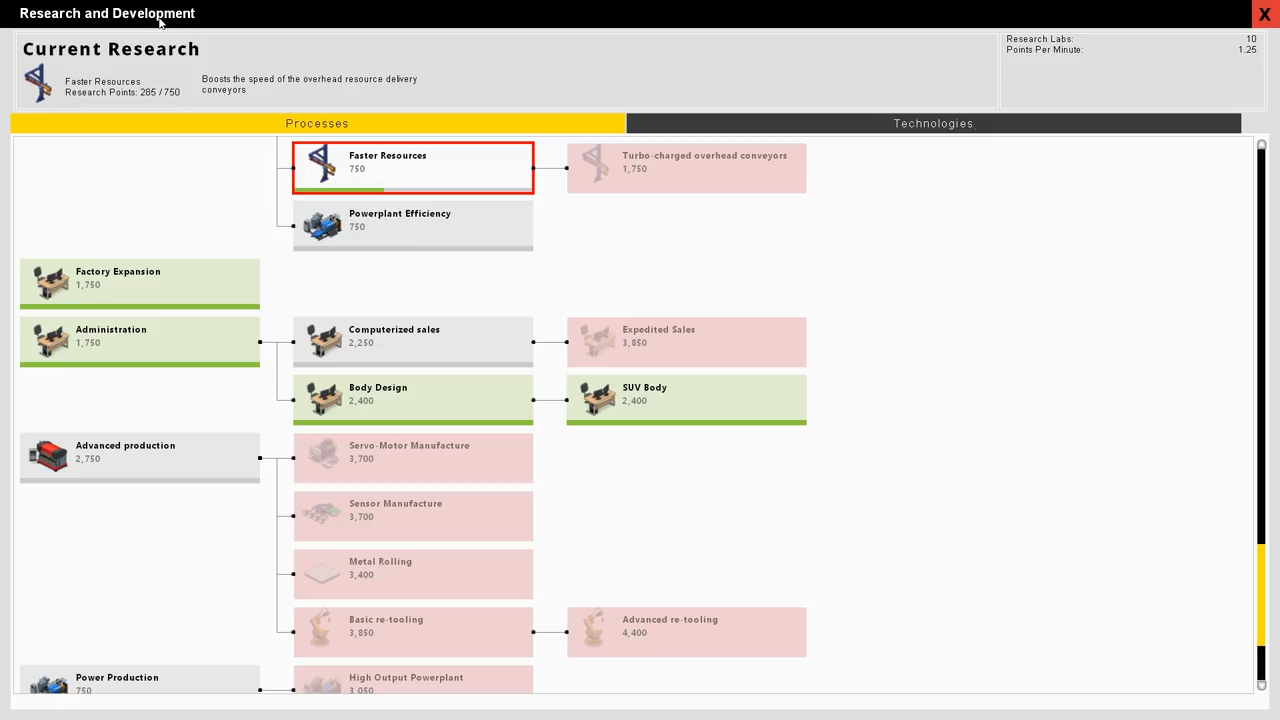 Research and Development
X
Current Research
Faster Resources
Research Points: 285 / 750
Boosts the speed of the overhead resource delivery
conveyors
Research Labs: 10
Points Per Minute: 1.25
Processes
Technologies
Faster Resources
750
Turbo-charged overhead conveyors
1,750
Powerplant Efficiency
750
Factory Expansion
1,750
Administration
1,750
Computerized sales
2,250
Expedited Sales
3,850
Body Design
2,400
SUV Body
2,400
Advanced production
2,750
Servo-Motor Manufacture
3,700
Sensor Manufacture
3,700
Metal Rolling
3,400
Basic re-tooling
3,850
Advanced re-tooling
4,400
Power Production
750
High Output Powerplant
3,050